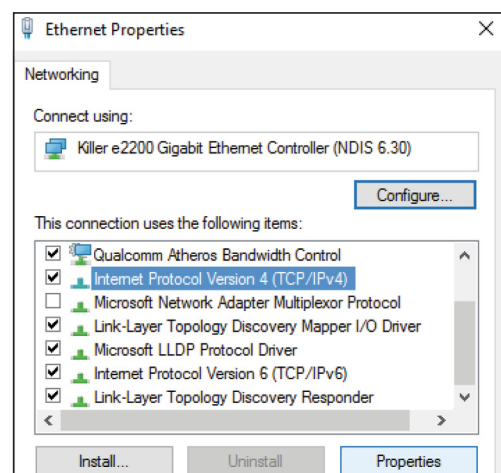 Ethernet Properties
Networking
Connect using:
Killer e2200 Gigabit Ethernet Controller (NDIS 6.30)
Configure...
This connection uses the following items:
Qualcomm Atheros Bandwidth Control
Internet Protocol Version 4 (TCP/IPv4)
Microsoft Network Adapter Multiplexor Protocol
Link-Layer Topology Discovery Mapper I/O Driver
Microsoft LLDP Protocol Driver
Internet Protocol Version 6 (TCP/IPv6)
Link-Layer Topology Discovery Responder
Install... Uninstall Properties